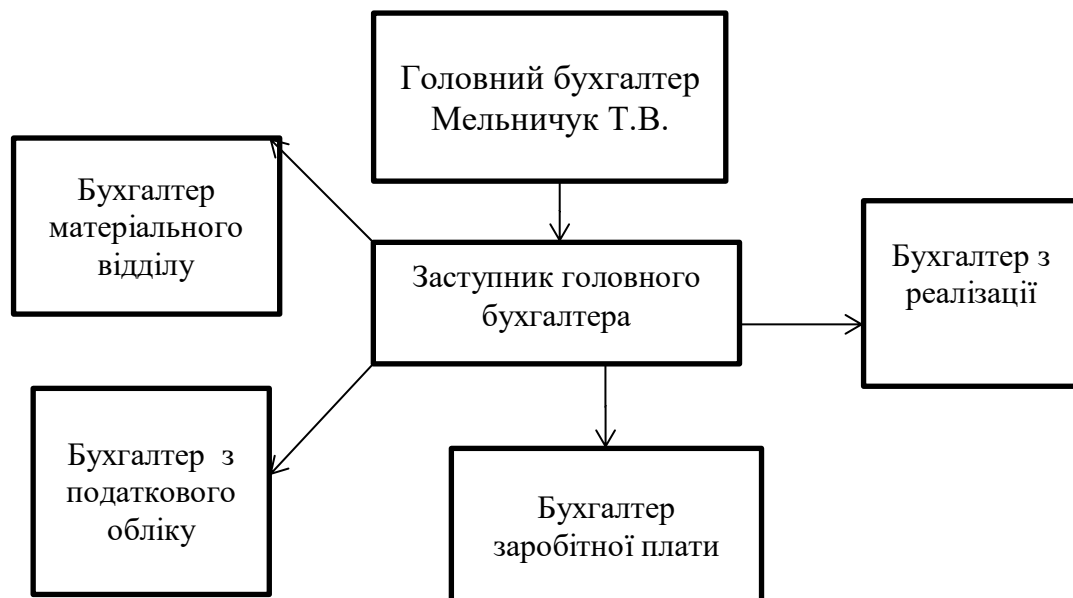 Головний бухгалтер
Мельничук Т.В.
Бухгалтер
матеріального
відділу
Заступник головного
бухгалтера
Бухгалтер з
реалізації
Бухгалтер  з
податкового
обліку
Бухгалтер
заробітної плати